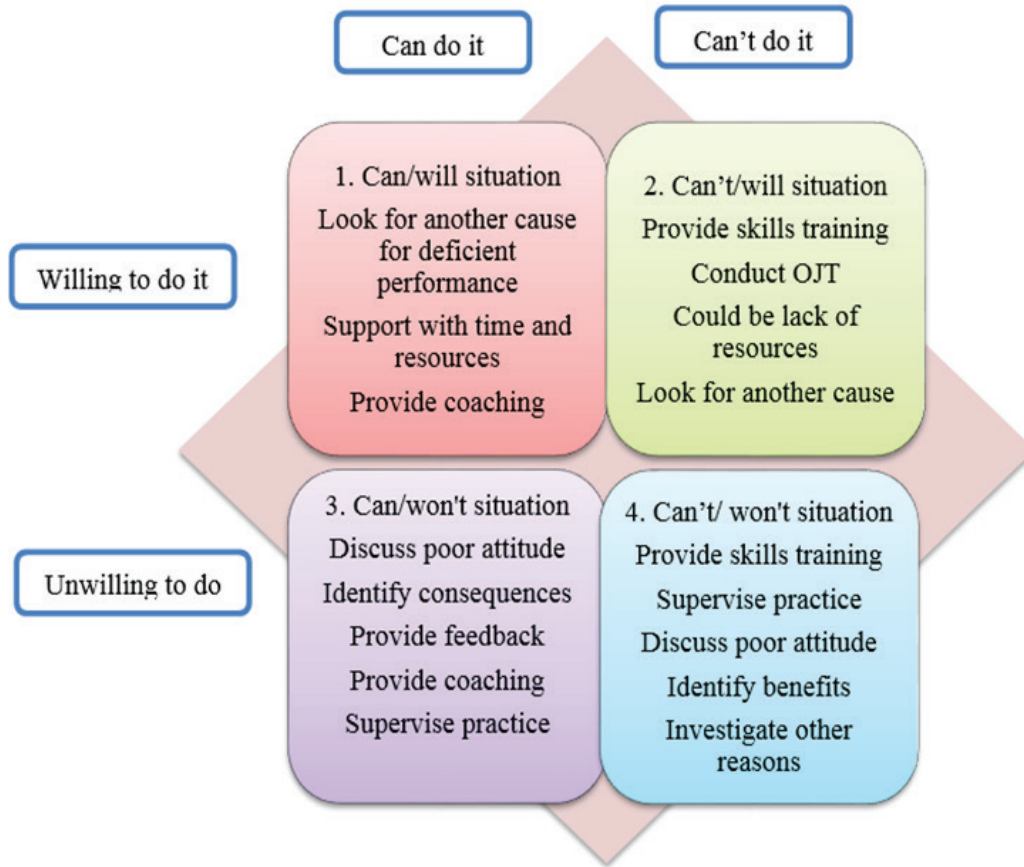 Can do it
Can't do it
Willing to do it
1. Can/will situation
Look for another cause
for deficient
performance
Support with time and
resources
Provide coaching
2. Can't/will situation
Provide skills training
Conduct OJT
Could be lack of
resources
Look for another cause
Unwilling to do
3. Can/won't situation
Discuss poor attitude
Identify consequences
Provide feedback
Provide coaching
Supervise practice
4. Can't/ won't situation
Provide skills training
Supervise practice
Discuss poor attitude
Identify benefits
Investigate other
reasons